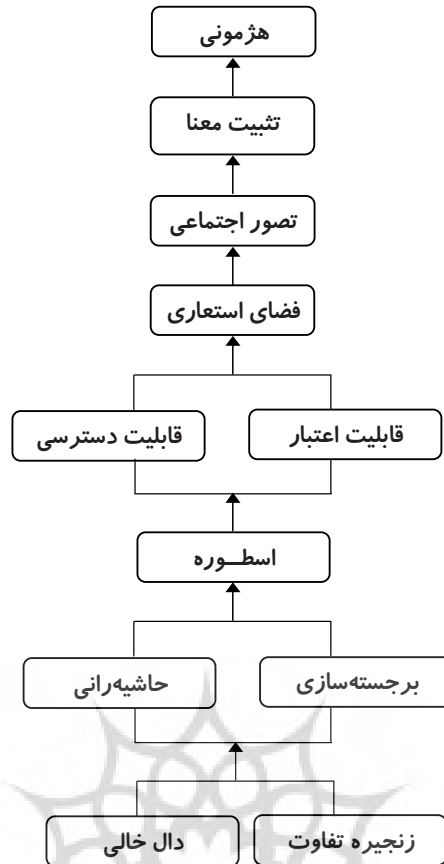 هژمونی
تثبیت معنا
تصور اجتماعی
فضای استعاری
قابلیت اعتبار
قابلیت دسترسی
اسطــوره
برجسته‌سازی
حاشیه‌رانی
زنجیره تفاوت
دال خالی